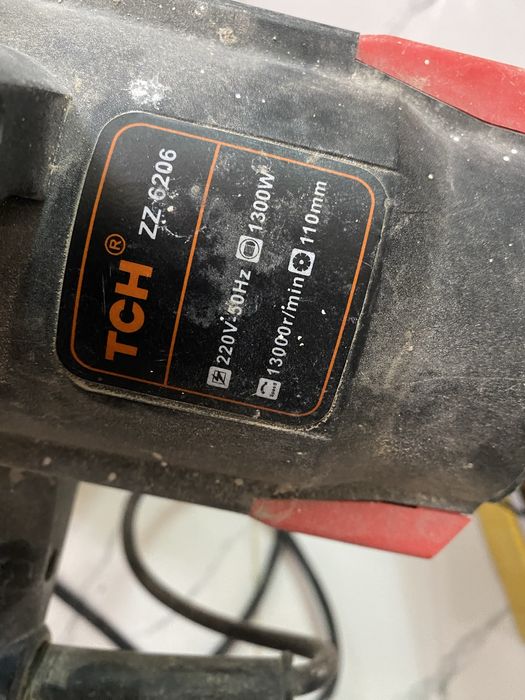 TCH®
ZZ 6206
220V-50Hz 1300W
13000r/min 110mm